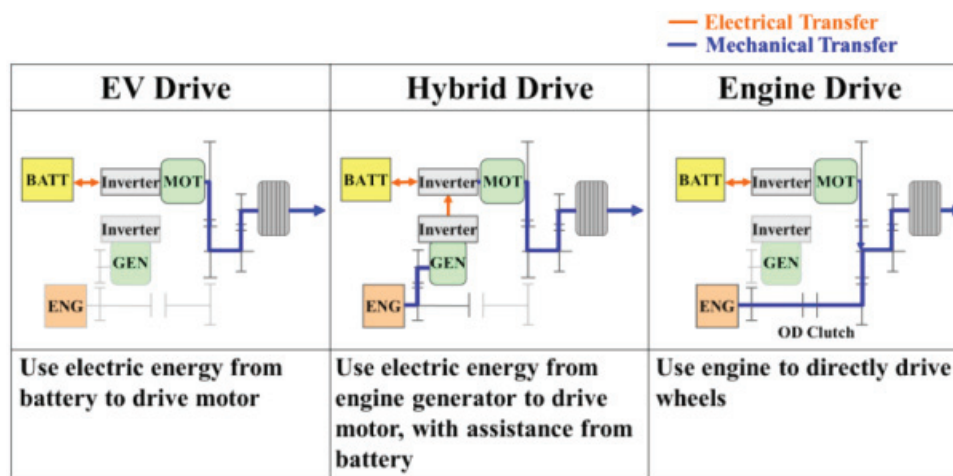 Electrical Transfer
Mechanical Transfer
EV Drive
Hybrid Drive
Engine Drive
BATT
Inverter
MOT
Inverter
GEN
ENG
BATT
Inverter
MOT
Inverter
GEN
ENG
BATT
Inverter
MOT
Inverter
GEN
ENG
OD Clutch
Use electric energy from
battery to drive motor
Use electric energy from
engine generator to drive
motor, with assistance from
battery
Use engine to directly drive
wheels